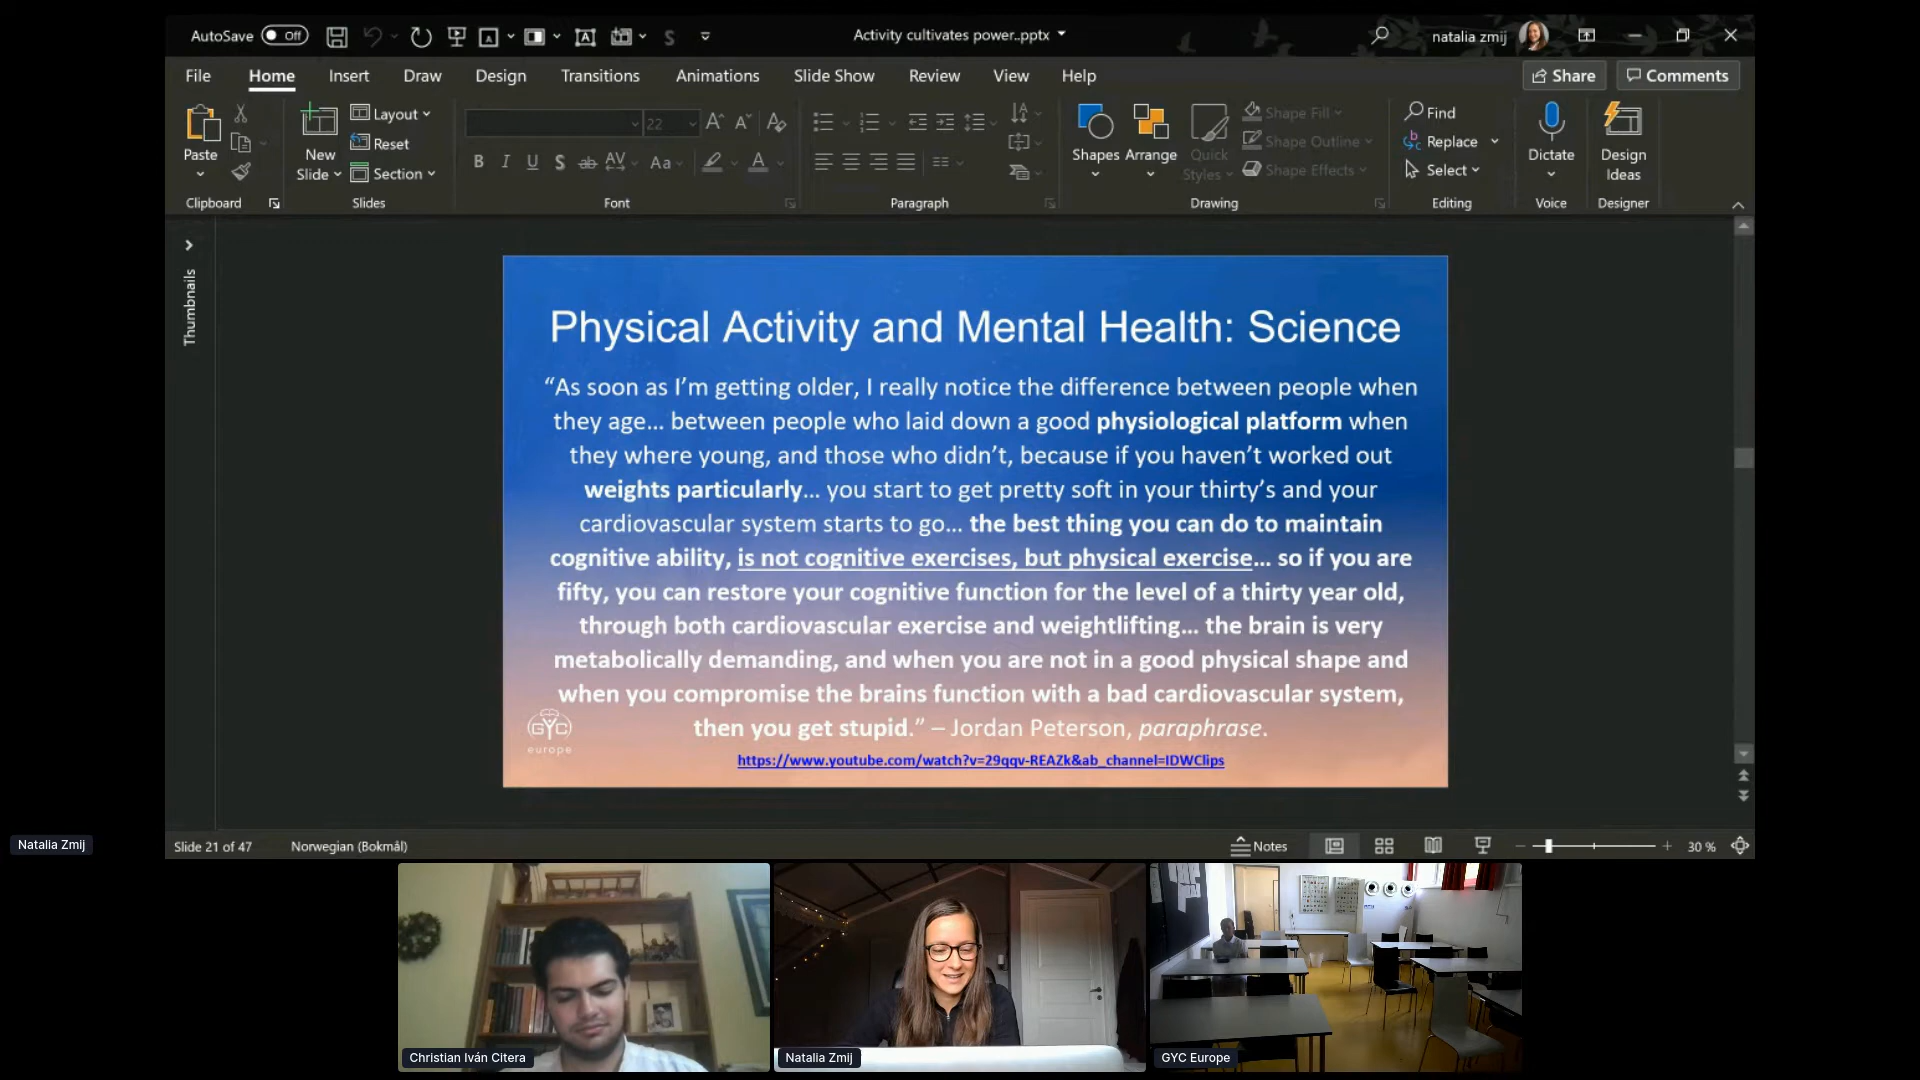 AutoSave Off
Activity cultivates power..pptx
natalia zmij
File Home Insert Draw Design Transitions Animations Slide Show Review View Help
Share Comments
Paste
Clipboard
New
Slide
Layout
Reset
Section
Slides
22
Font
Paragraph
Shapes
Arrange
Quick
Styles
Shape Fill
Shape Outline
Shape Effects
Drawing
Find
Replace
Select
Editing
Dictate
Voice
Design
Ideas
Designer
Thumbnails
Physical Activity and Mental Health: Science
“As soon as I’m getting older, I really notice the difference between people when
they age… between people who laid down a good physiological platform when
they where young, and those who didn’t, because if you haven’t worked out
weights particularly… you start to get pretty soft in your thirty’s and your
cardiovascular system starts to go… the best thing you can do to maintain
cognitive ability, is not cognitive exercises, but physical exercise… so if you are
fifty, you can restore your cognitive function for the level of a thirty year old,
through both cardiovascular exercise and weightlifting… the brain is very
metabolically demanding, and when you are not in a good physical shape and
when you compromise the brains function with a bad cardiovascular system,
then you get stupid.” – Jordan Peterson, paraphrase.
https://www.youtube.com/watch?v=29qqv-REAZk&ab_channel=IDWClips
GYC
europe
Slide 21 of 47
Norwegian (Bokmål)
Notes
30 %
Natalia Zmij
Christian Iván Citera
Natalia Zmij
GYC Europe